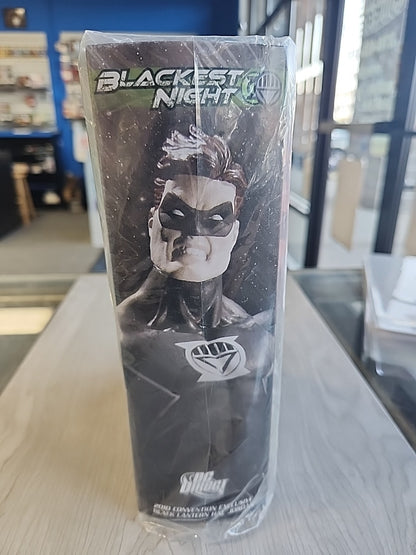 BLACKEST
NIGHT
DC
DIRECT
2010 CONVENTION EXCLUSIVE
BLACK LANTERN HAL JORDAN